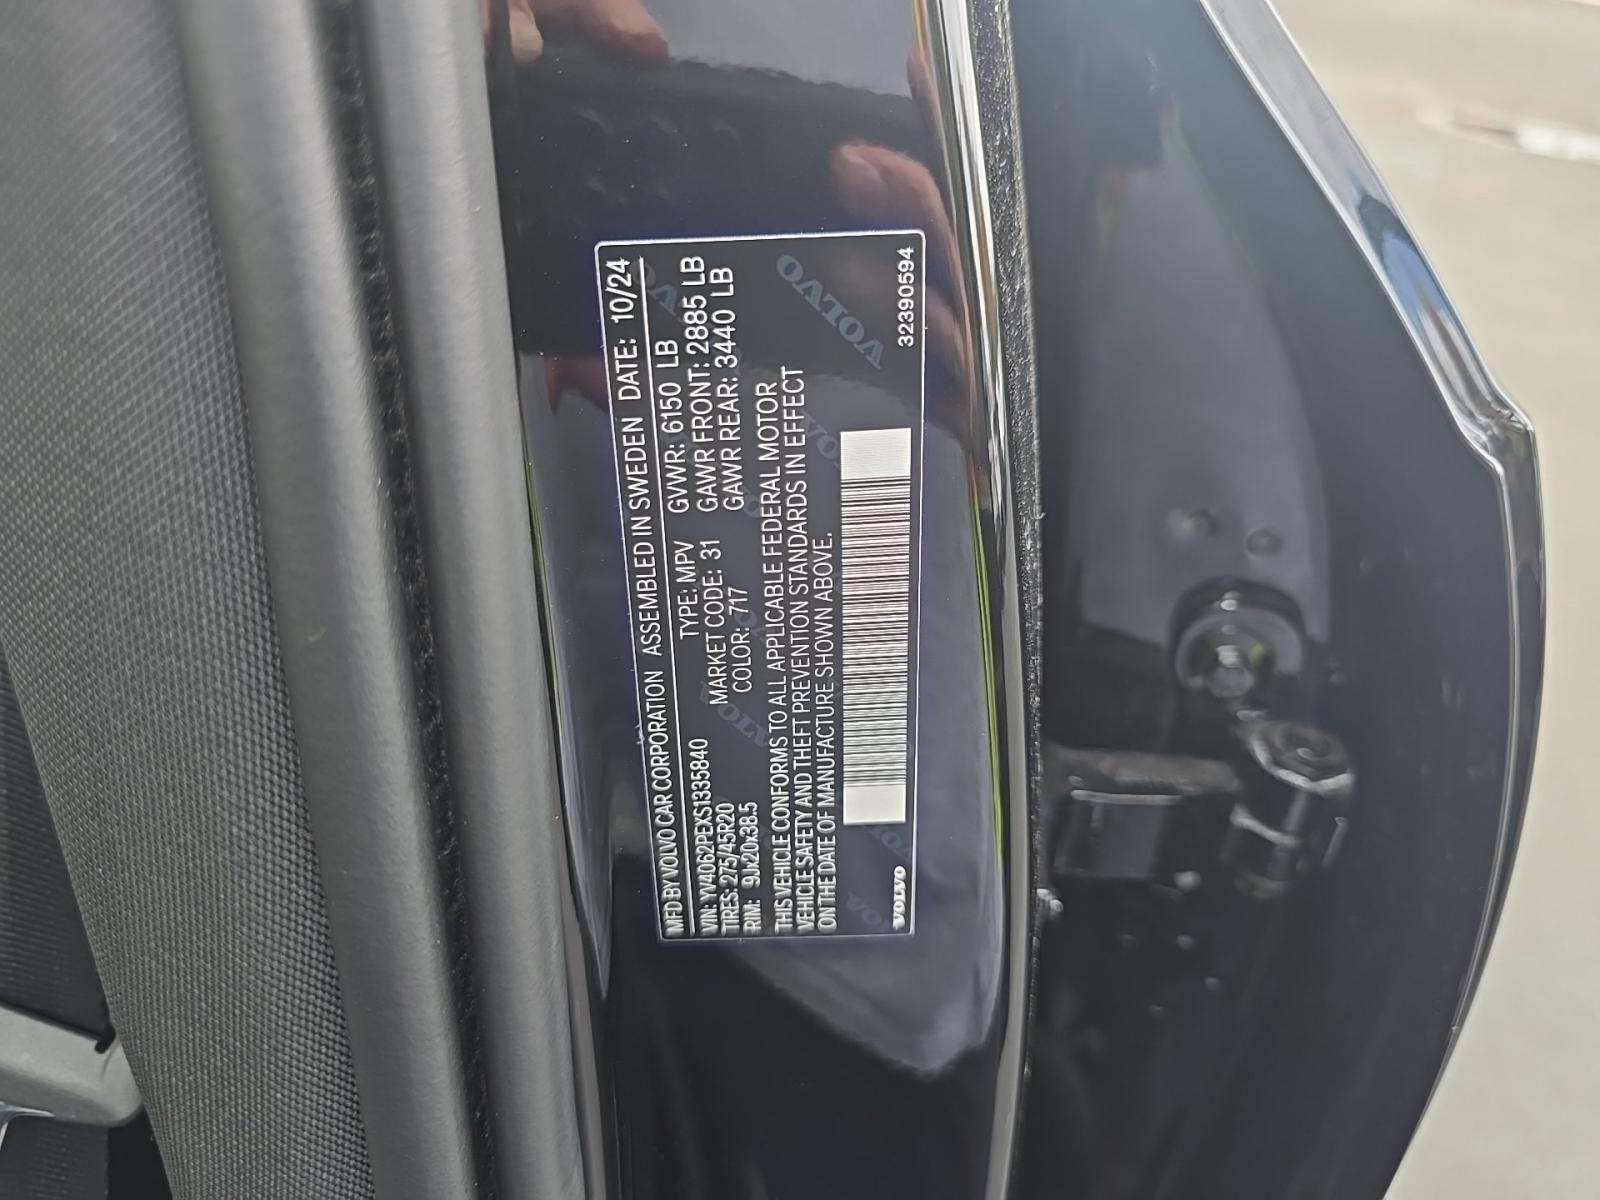 MFD BY VOLVO CAR CORPORATION ASSEMBLED IN SWEDEN DATE: 10/24
VIN: YV4062PEXS1335840 TYPE: MPV GVWR: 6150 LB
TIRES: 275/45R20 MARKET CODE: 31 GAWR FRONT: 2885 LB
RIM: 9Jx20x38.5 COLOR: 717 GAWR REAR: 3440 LB
THIS VEHICLE CONFORMS TO ALL APPLICABLE FEDERAL MOTOR
VEHICLE SAFETY AND THEFT PREVENTION STANDARDS IN EFFECT
ON THE DATE OF MANUFACTURE SHOWN ABOVE.
VOLVO 32390594